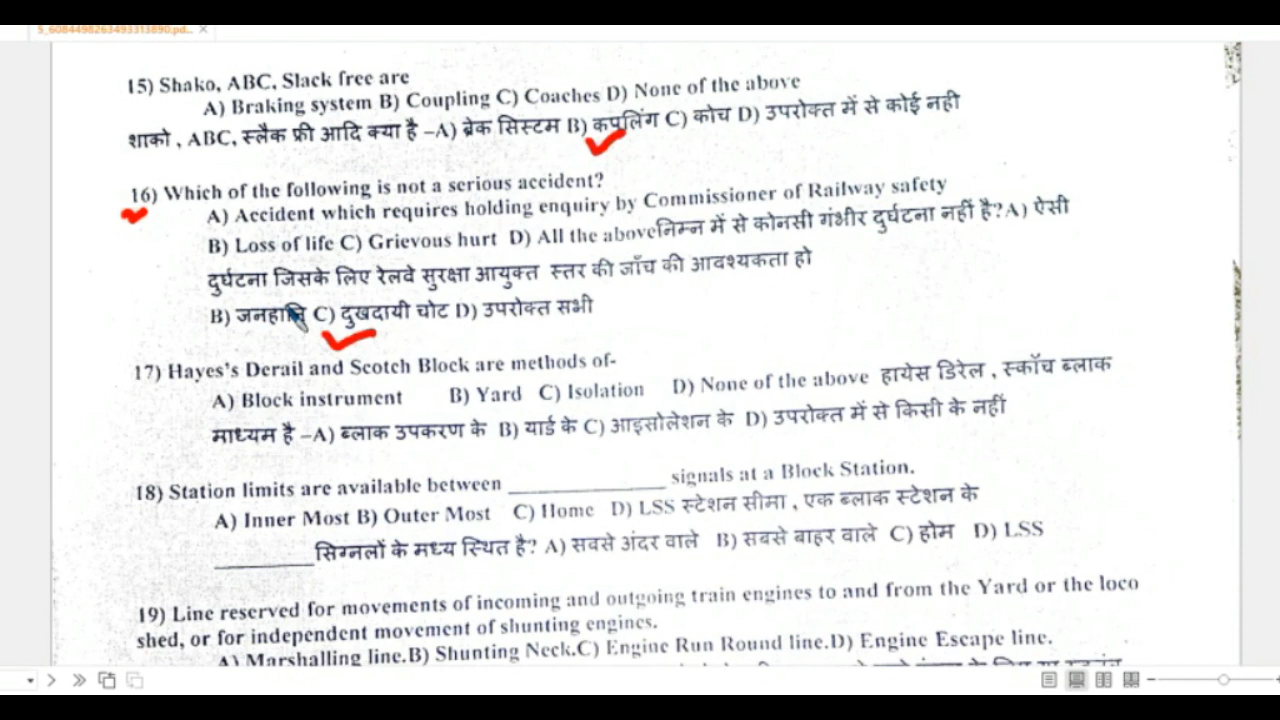 5_6084498263493313890.pd..
15) Shako, ABC, Slack free are
A) Braking system B) Coupling C) Coaches D) None of the above
शाको , ABC, स्लैक फ्री आदि क्या है –A) ब्रेक सिस्टम B) कपूलिंग C) कोच D) उपरोक्त में से कोई नही
16) Which of the following is not a serious accident?
A) Accident which requires holding enquiry by Commissioner of Railway safety
B) Loss of life C) Grievous hurt D) All the aboveनिम्न में से कोनसी गंभीर दुर्घटना नहीं है?A) ऐसी
दुर्घटना जिसके लिए रेलवे सुरक्षा आयुक्त स्तर की जाँच की आवश्यकता हो
B) जनहानि C) दुखदायी चोट D) उपरोक्त सभी
17) Hayes's Derail and Scotch Block are methods of-
A) Block instrument B) Yard C) Isolation D) None of the above हायेस डिरेल , स्कॉच ब्लाक
माध्यम है –A) ब्लाक उपकरण के B) यार्ड के C) आइसोलेशन के D) उपरोक्त में से किसी के नहीं
18) Station limits are available between ______________ signals at a Block Station.
A) Inner Most B) Outer Most C) Home D) LSS स्टेशन सीमा , एक ब्लाक स्टेशन के
_________ सिग्नलों के मध्य स्थित है? A) सबसे अंदर वाले B) सबसे बाहर वाले C) होम D) LSS
19) Line reserved for movements of incoming and outgoing train engines to and from the Yard or the loco
shed, or for independent movement of shunting engines.
A) Marshalling line.B) Shunting Neck.C) Engine Run Round line.D) Engine Escape line.